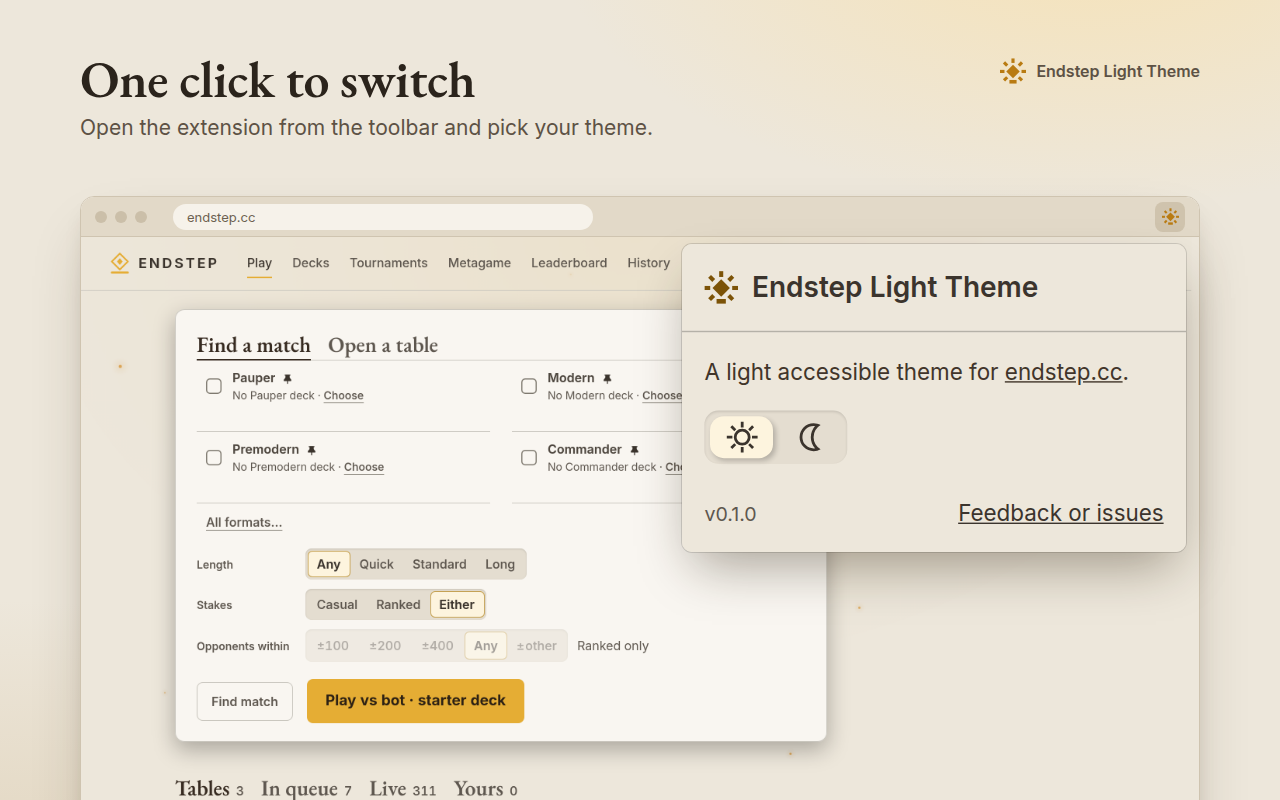 One click to switch
Endstep Light Theme
Open the extension from the toolbar and pick your theme.
endstep.cc
ENDSTEP Play Decks Tournaments Metagame Leaderboard History
Endstep Light Theme
A light accessible theme for endstep.cc.
v0.1.0 Feedback or issues
Find a match Open a table
Pauper Modern
No Pauper deck · Choose No Modern deck · Choose
Premodern Commander
No Premodern deck · Choose No Commander deck ·
All formats...
Length Any Quick Standard Long
Stakes Casual Ranked Either
Opponents within ±100 ±200 ±400 Any ±other Ranked only
Find match Play vs bot · starter deck
Tables 3 In queue 7 Live 311 Yours 0